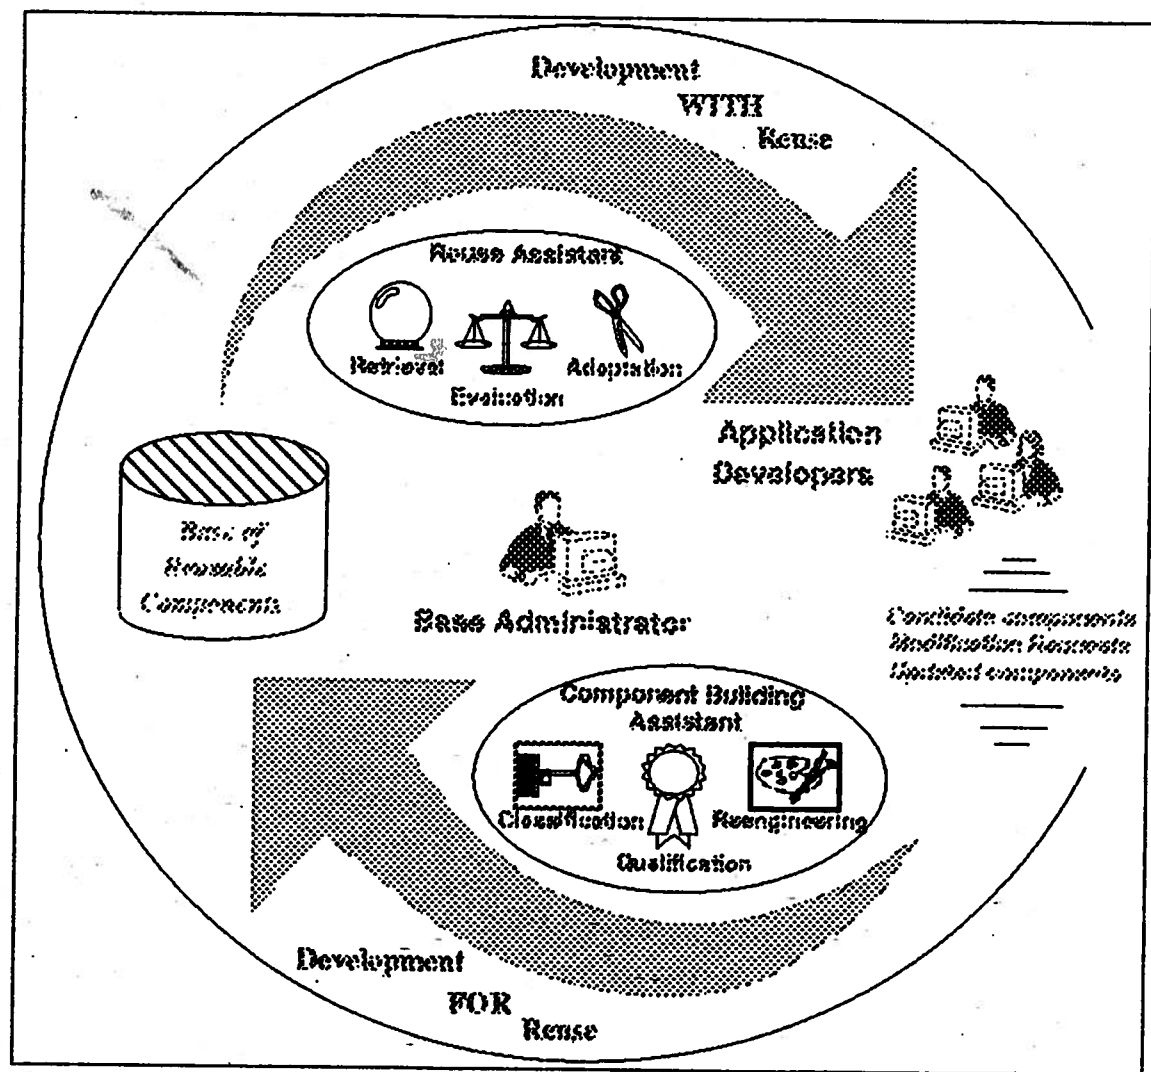 Development
WITH
Reuse
Reuse Assistant
Retrieval
Adaptation
Evaluation
Application
Developers
Base of
Reusable
Components
Base Administrator
Candidate components
Modification Requests
Updated components
Component Building
Assistant
Classification
Reengineering
Qualification
Development
FOR
Reuse